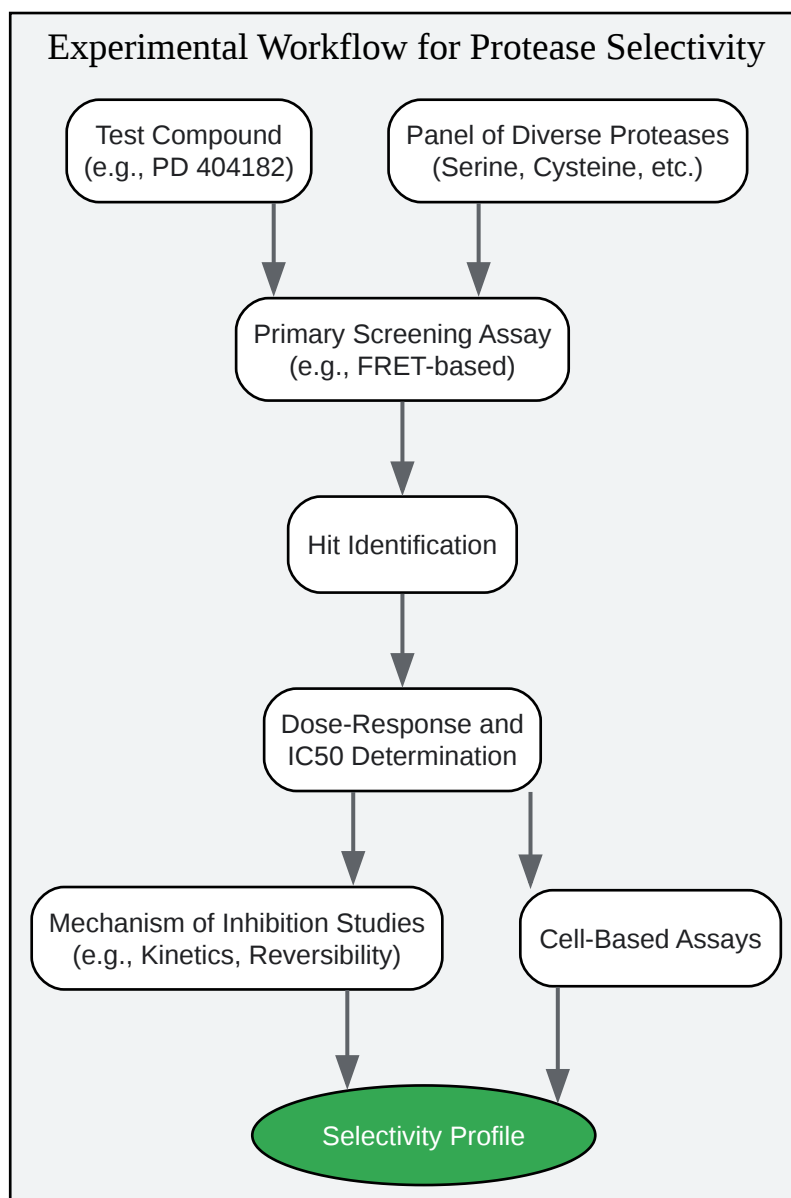 Experimental Workflow for Protease Selectivity
Test Compound
(e.g., PD 404182)
Panel of Diverse Proteases
(Serine, Cysteine, etc.)
Primary Screening Assay
(e.g., FRET-based)
Hit Identification
Dose-Response and
IC50 Determination
Mechanism of Inhibition Studies
(e.g., Kinetics, Reversibility)
Cell-Based Assays
Selectivity Profile